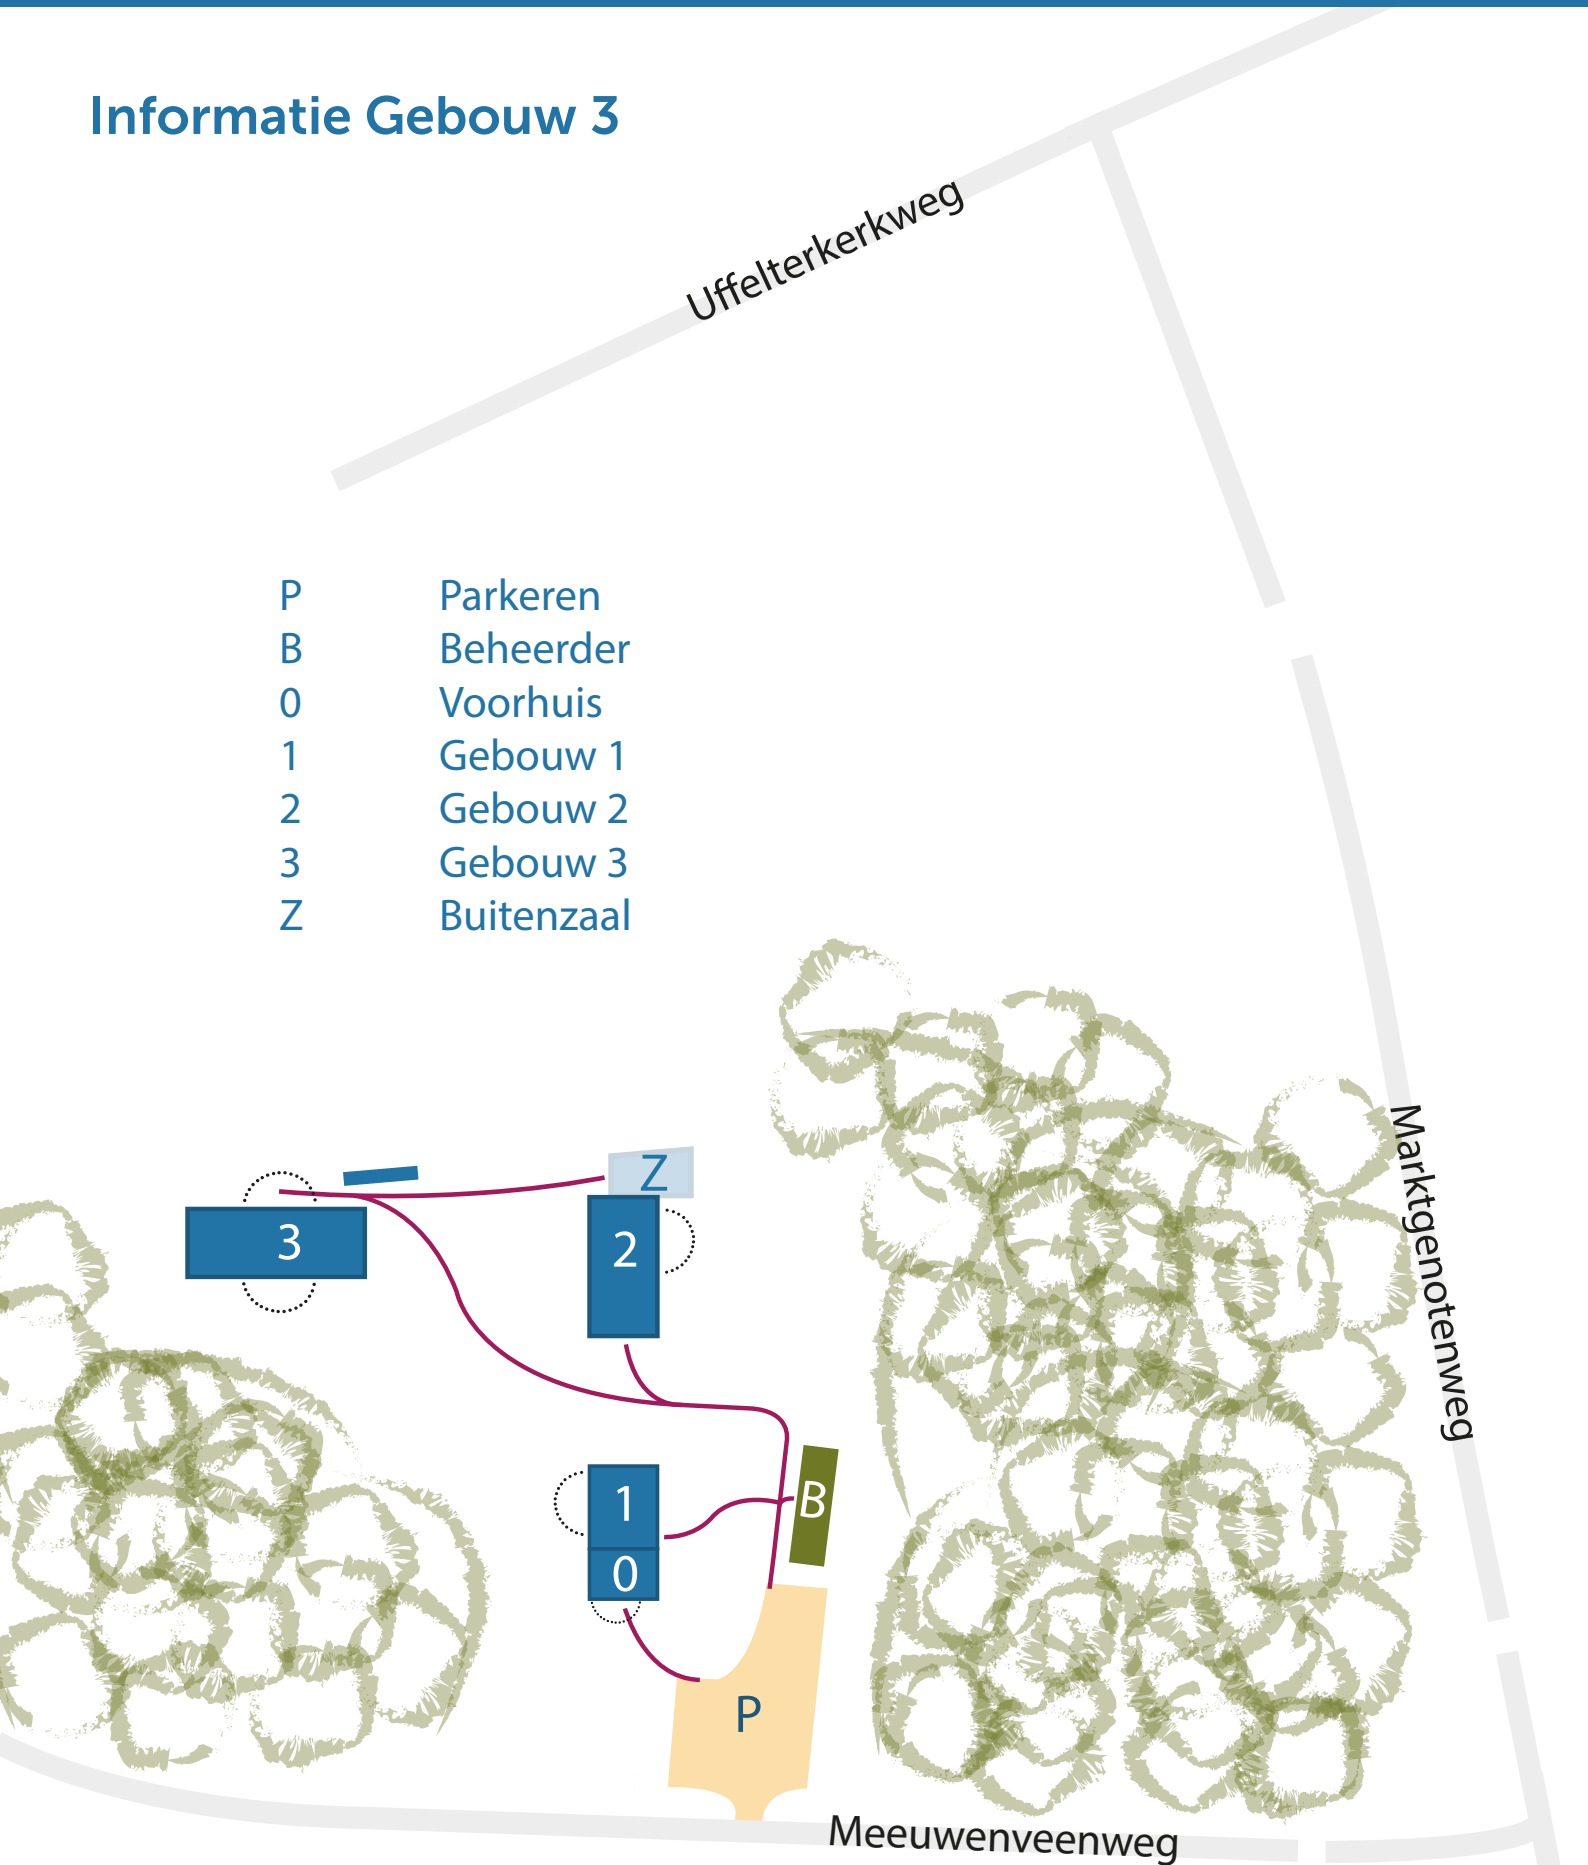 Informatie Gebouw 3
Uffelterkerkweg
P Parkeren
B Beheerder
0 Voorhuis
1 Gebouw 1
2 Gebouw 2
3 Gebouw 3
Z Buitenzaal
Marktgenotenweg
Z
3
2
1
B
0
P
Meeuwenveenweg